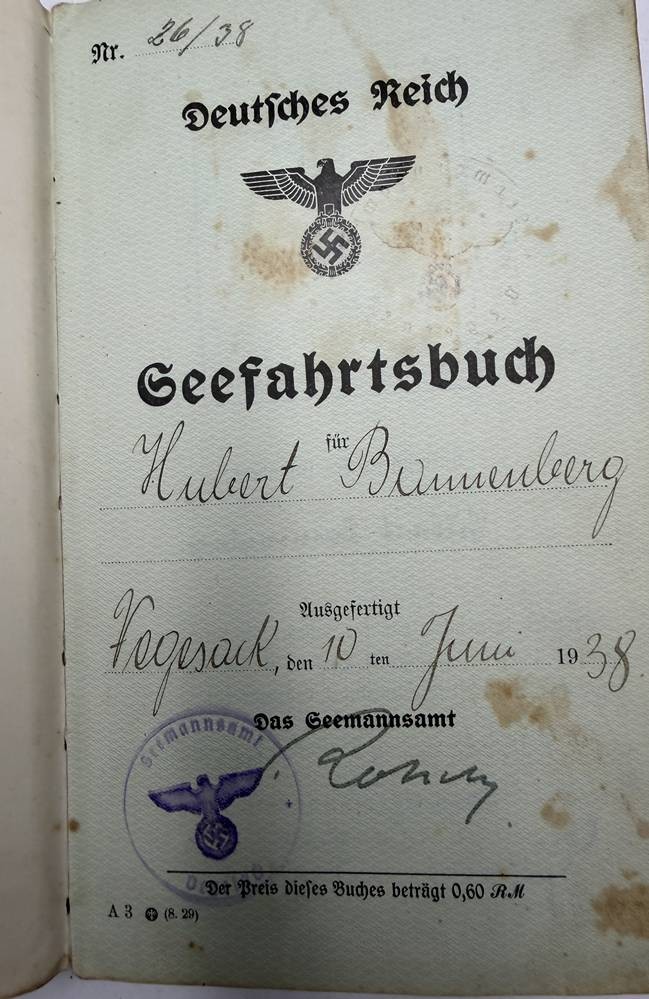 Nr. 26/38
Deutsches Reich
Seefahrtsbuch
für
Hubert Bannenberg
Ausgefertigt
Vegesack, den 10 ten Juni 1938
Das Seemannsamt
Seemannsamt
Der Preis dieses Buches beträgt 0,60 RM
A 3 (8. 29)